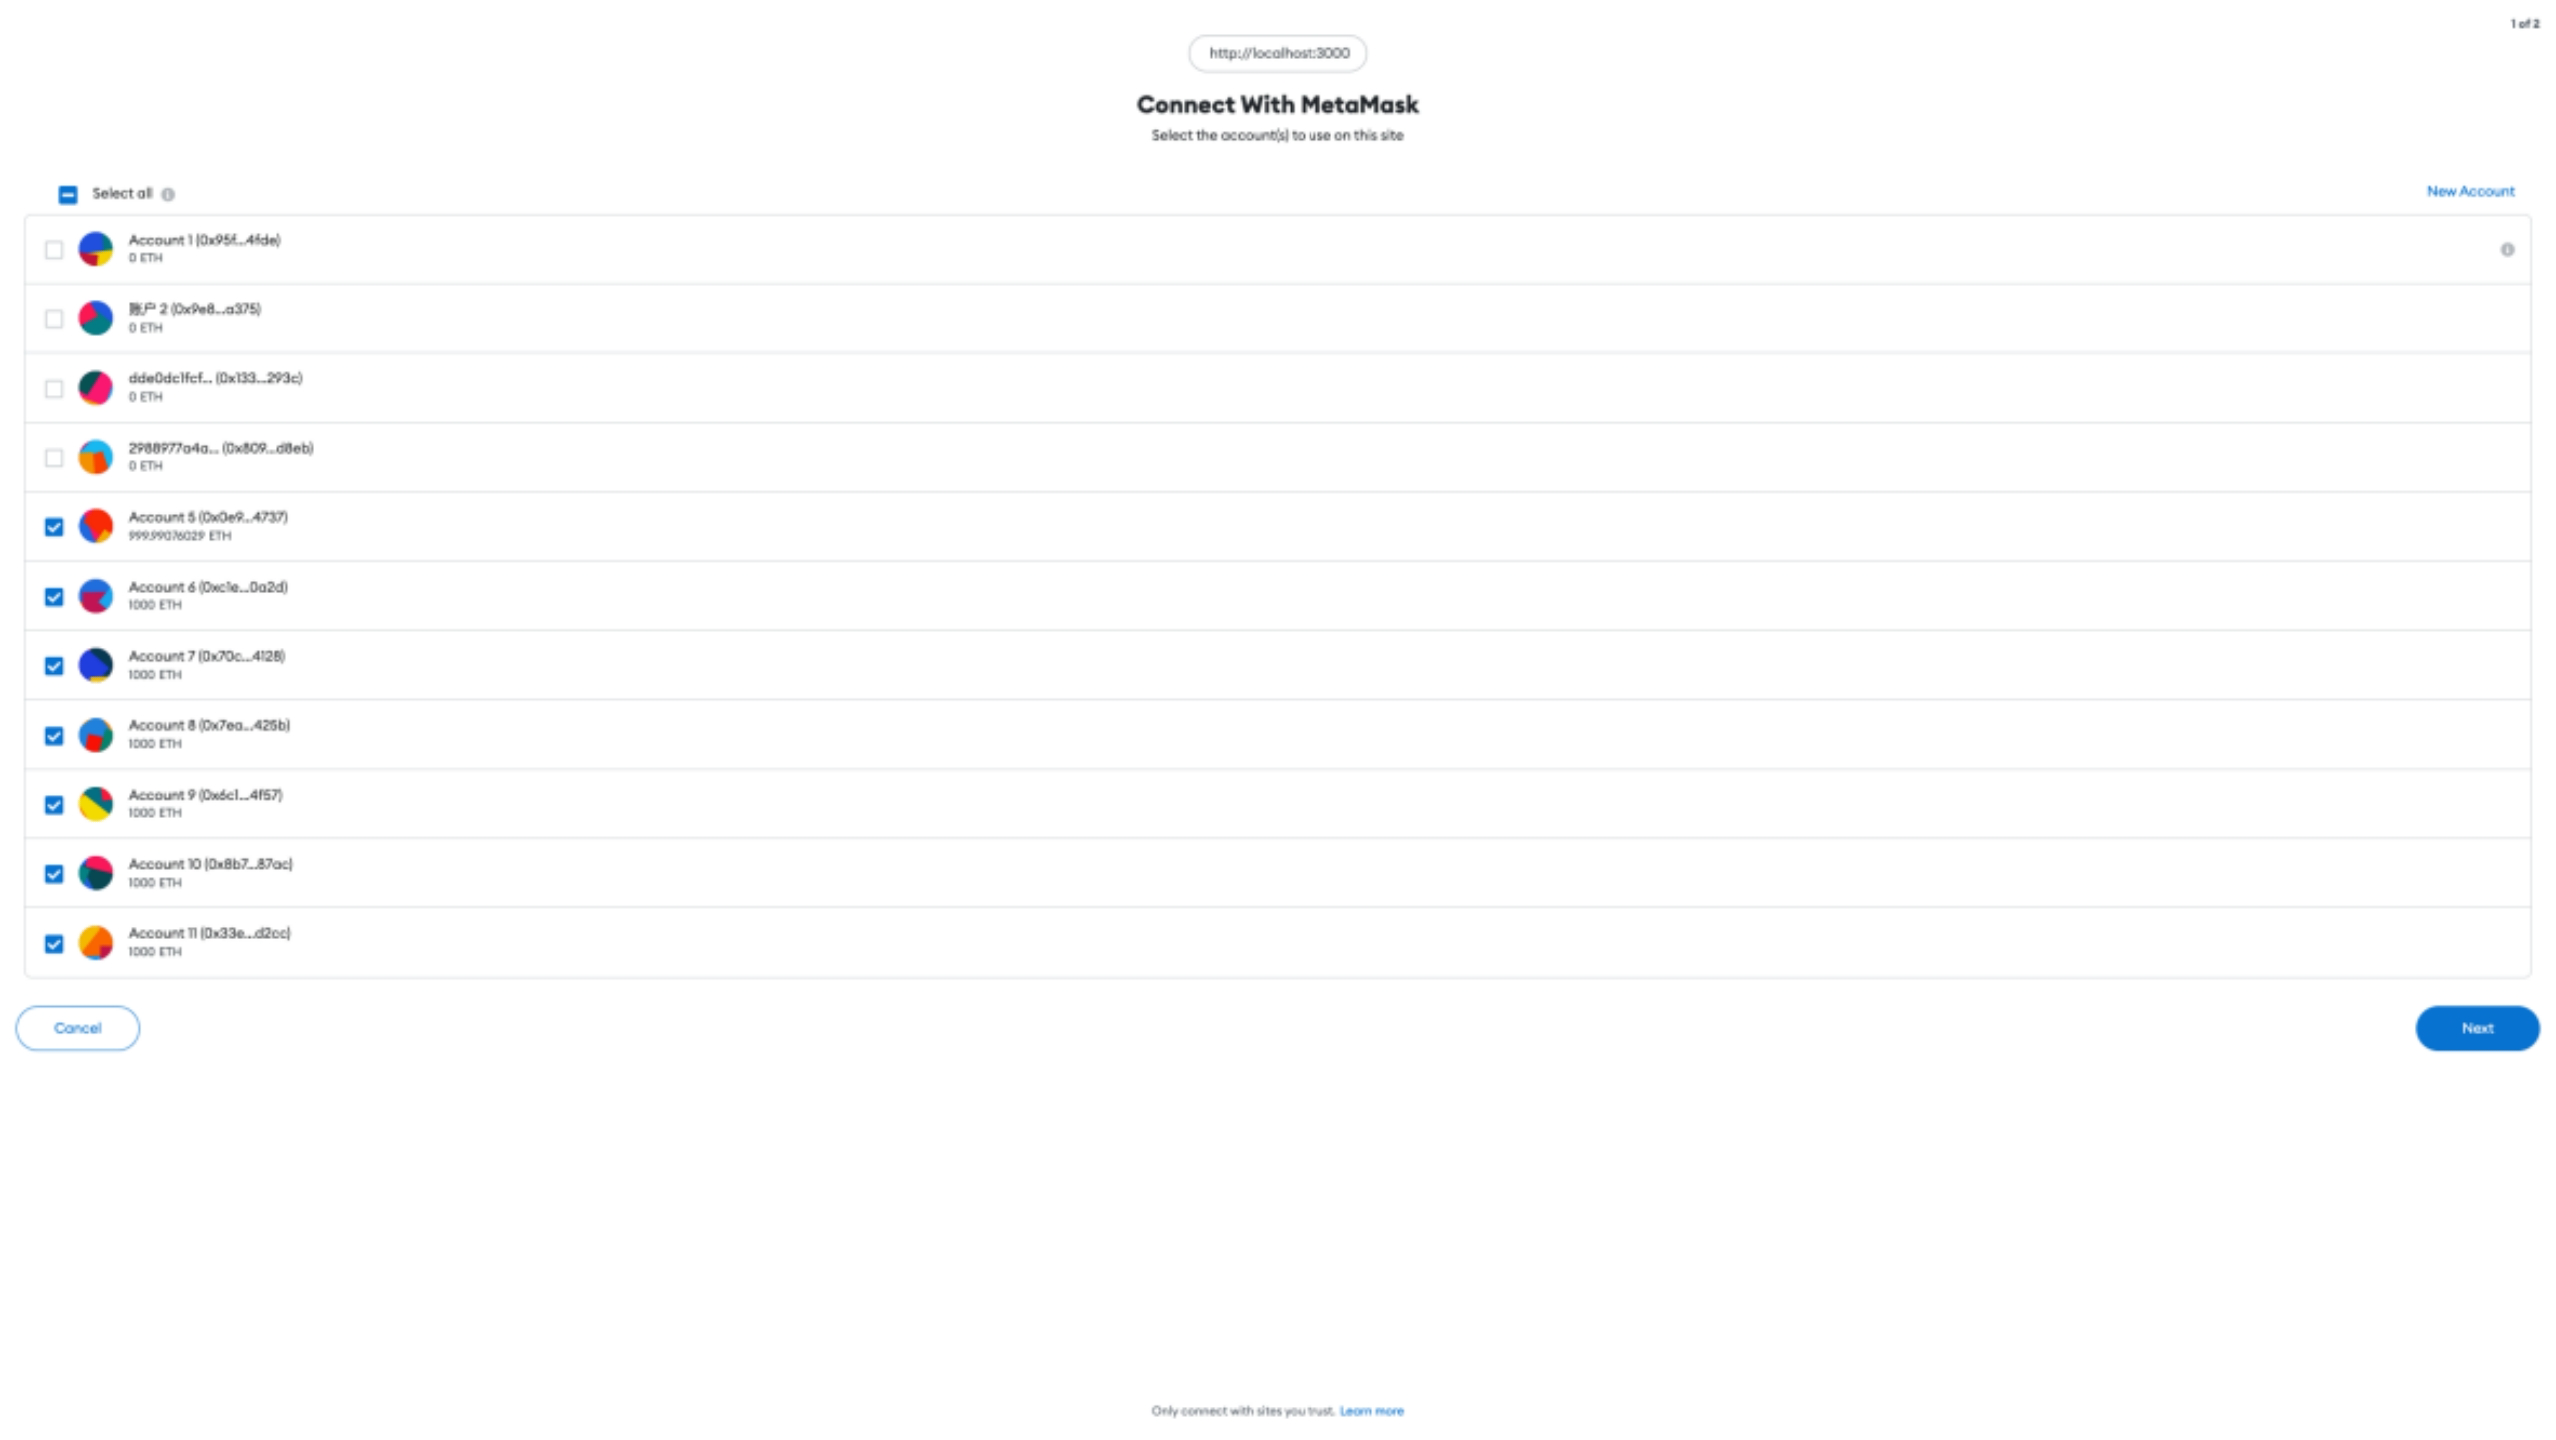 1 of 2
http://localhost:3000
Connect With MetaMask
Select the account(s) to use on this site
Select all
New Account
Account 1 (0x95f...4fde)
0 ETH
账户 2 (0x9e8...a375)
0 ETH
dde0dc1fcf... (0x133...293c)
0 ETH
2988977a4a... (0x809...d8eb)
0 ETH
Account 5 (0x0e9...4737)
999.99076029 ETH
Account 6 (0xc1e...0a2d)
1000 ETH
Account 7 (0x70c...4128)
1000 ETH
Account 8 (0x7ea...425b)
1000 ETH
Account 9 (0x6c1...4f57)
1000 ETH
Account 10 (0x8b7...87ac)
1000 ETH
Account 11 (0x33e...d2cc)
1000 ETH
Cancel
Next
Only connect with sites you trust. Learn more